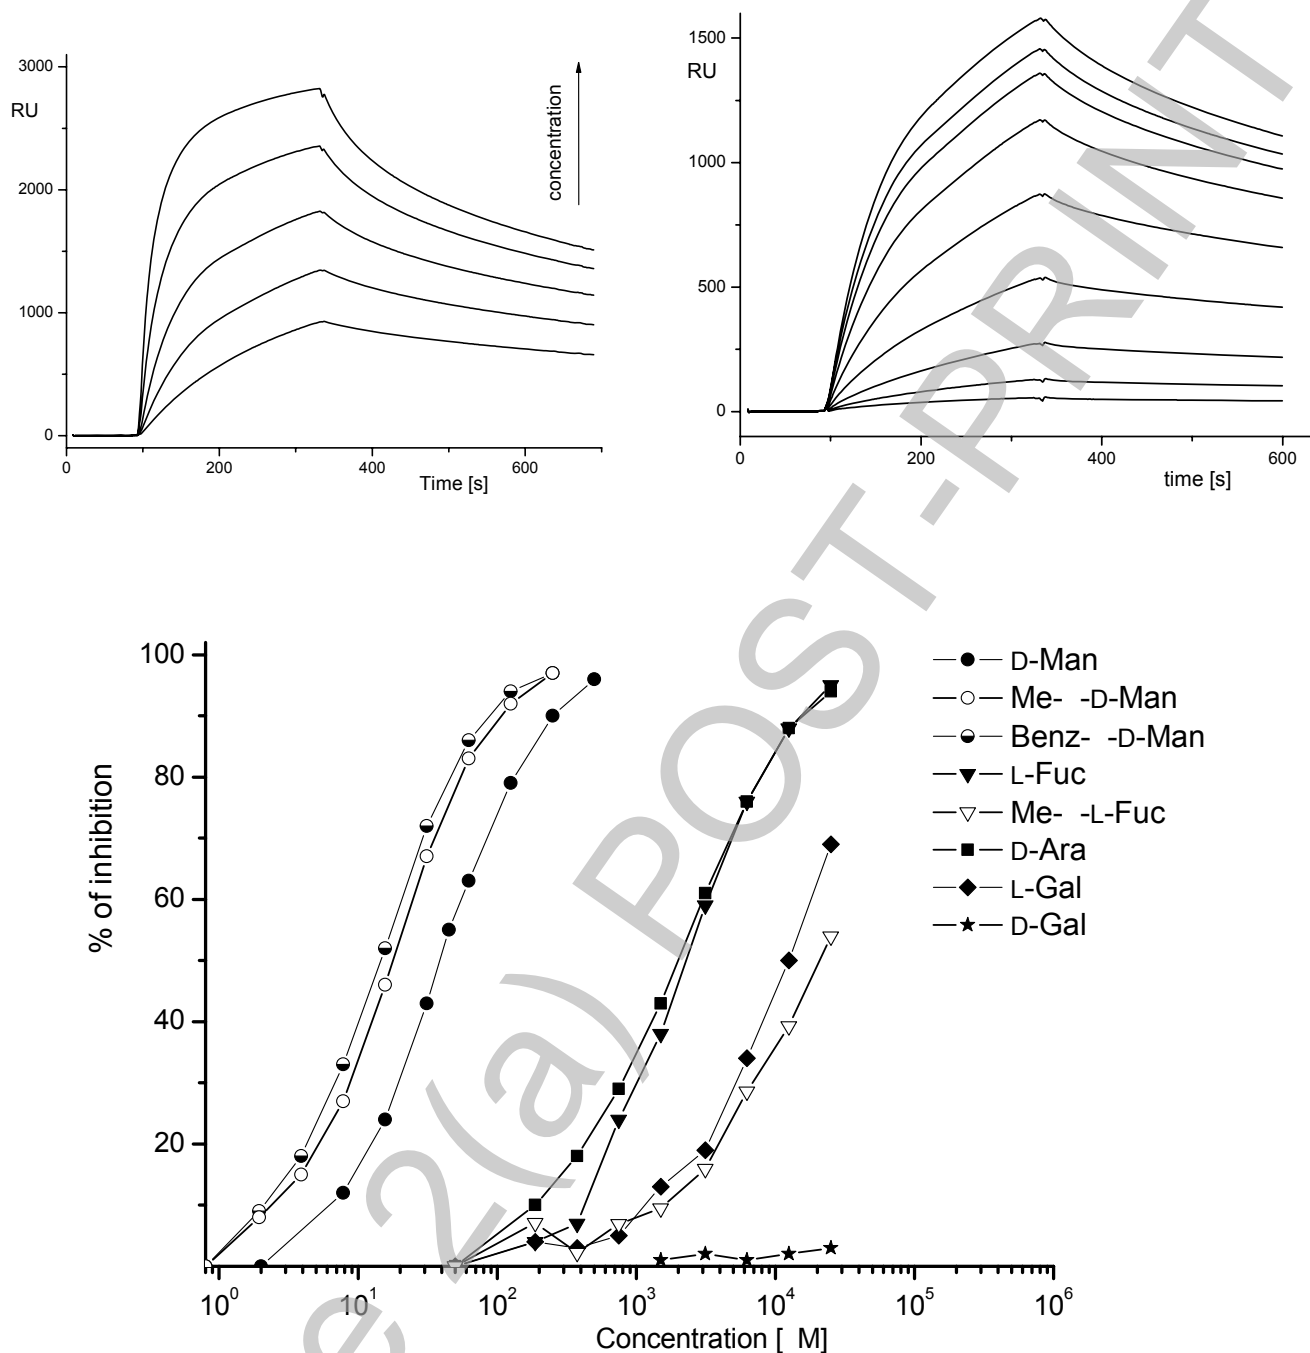 3000
RU
2000
1000
0
0
200
400
600
Time [s]
concentration
1500
RU
1000
500
0
0
200
400
600
time [s]
100
80
60
40
20
% of inhibition
10⁰
10¹
10²
10³
10⁴
10⁵
10⁶
Concentration [ M]
D-Man
Me- -D-Man
Benz- -D-Man
L-Fuc
Me- -L-Fuc
D-Ara
L-Gal
D-Gal
e 2(a) POST-PRINT